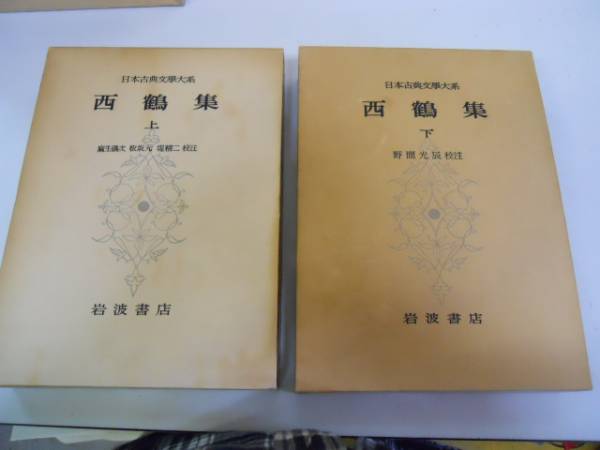 日本古典文學大系
西鶴集
上
麻生磯次 板坂元 堤精二 校注
岩波書店
日本古典文學大系
西鶴集
下
野間光辰 校注
岩波書店